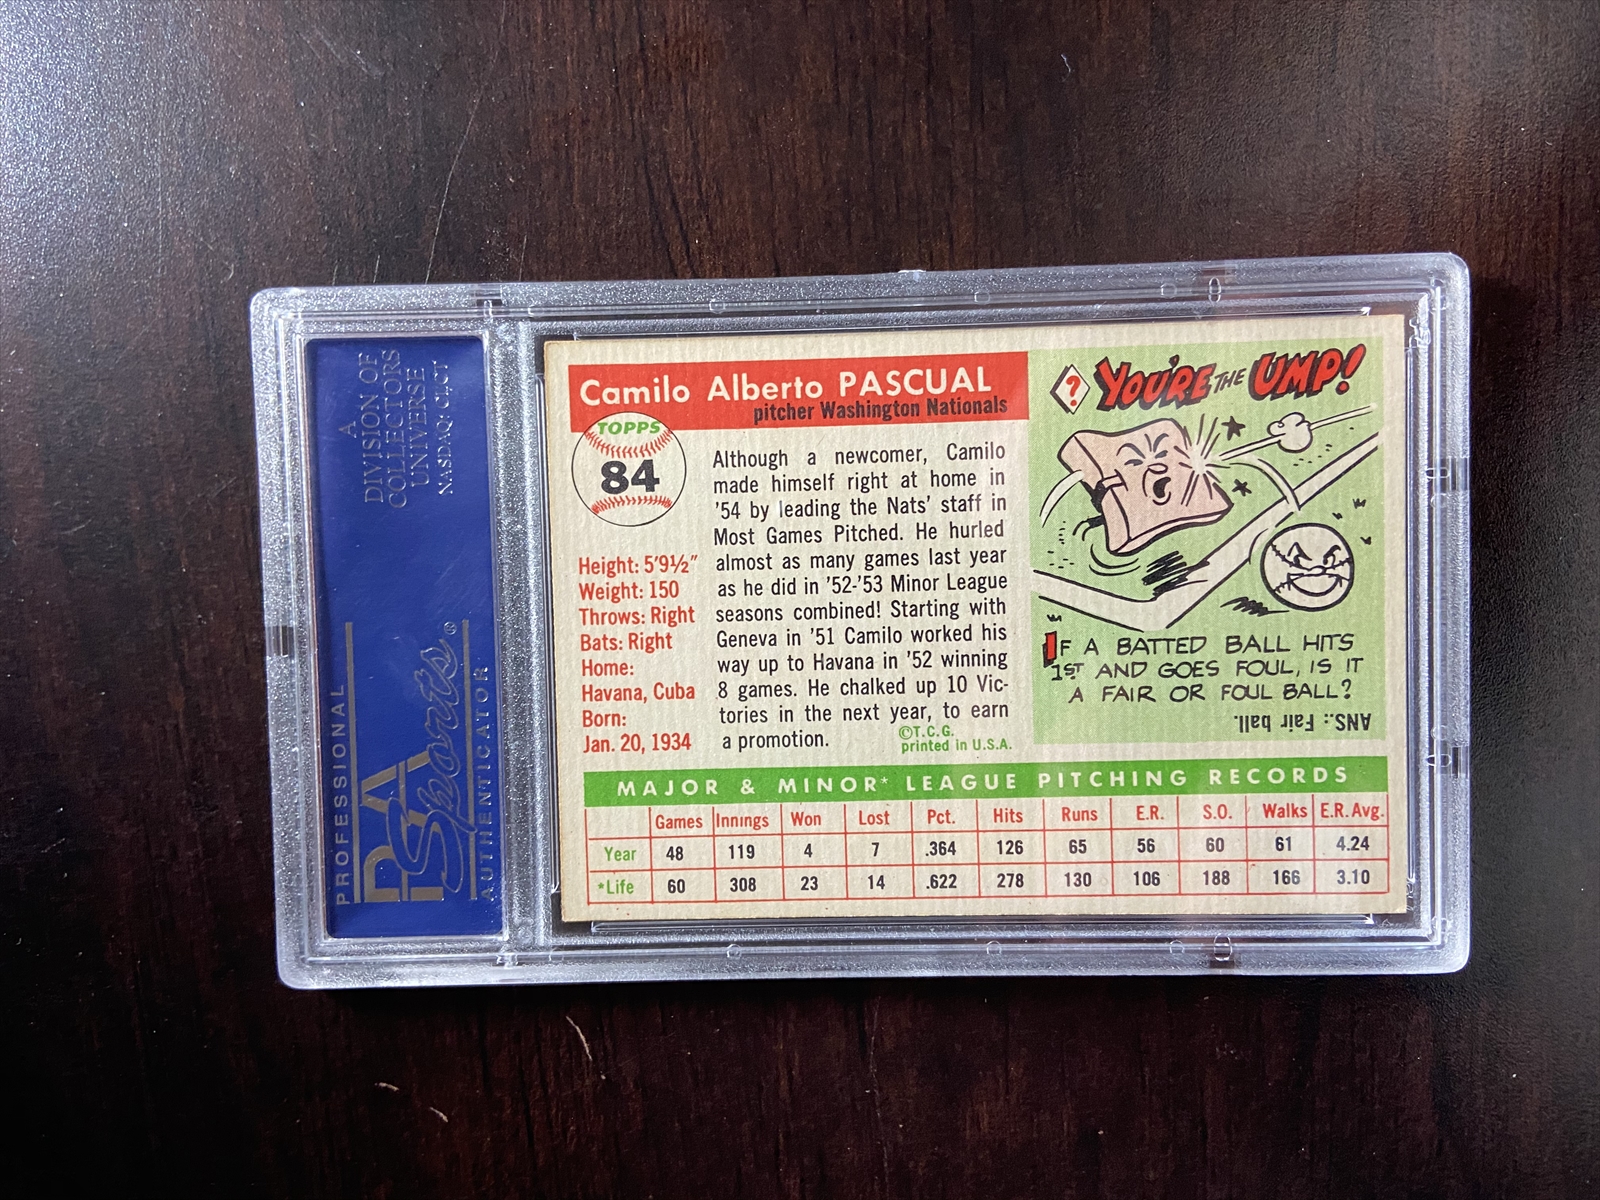 A
DIVISION OF
COLLECTORS
UNIVERSE
NASDAQ: CLCT
PROFESSIONAL
PSA
Sports®
AUTHENTICATOR
Camilo Alberto PASCUAL
pitcher Washington Nationals
TOPPS
84
Height: 5'9½"
Weight: 150
Throws: Right
Bats: Right
Home:
Havana, Cuba
Born:
Jan. 20, 1934
Although a newcomer, Camilo
made himself right at home in
'54 by leading the Nats' staff in
Most Games Pitched. He hurled
almost as many games last year
as he did in '52-'53 Minor League
seasons combined! Starting with
Geneva in '51 Camilo worked his
way up to Havana in '52 winning
8 games. He chalked up 10 Vic-
tories in the next year, to earn
a promotion.
©T.C.G.
printed in U.S.A.
? YOU'RE THE UMP!
IF A BATTED BALL HITS
1ST AND GOES FOUL, IS IT
A FAIR OR FOUL BALL?
ANS.: Fair ball.
MAJOR & MINOR* LEAGUE PITCHING RECORDS
Games Innings Won Lost Pct. Hits Runs E.R. S.O. Walks E.R. Avg.
Year 48 119 4 7 .364 126 65 56 60 61 4.24
*Life 60 308 23 14 .622 278 130 106 188 166 3.10